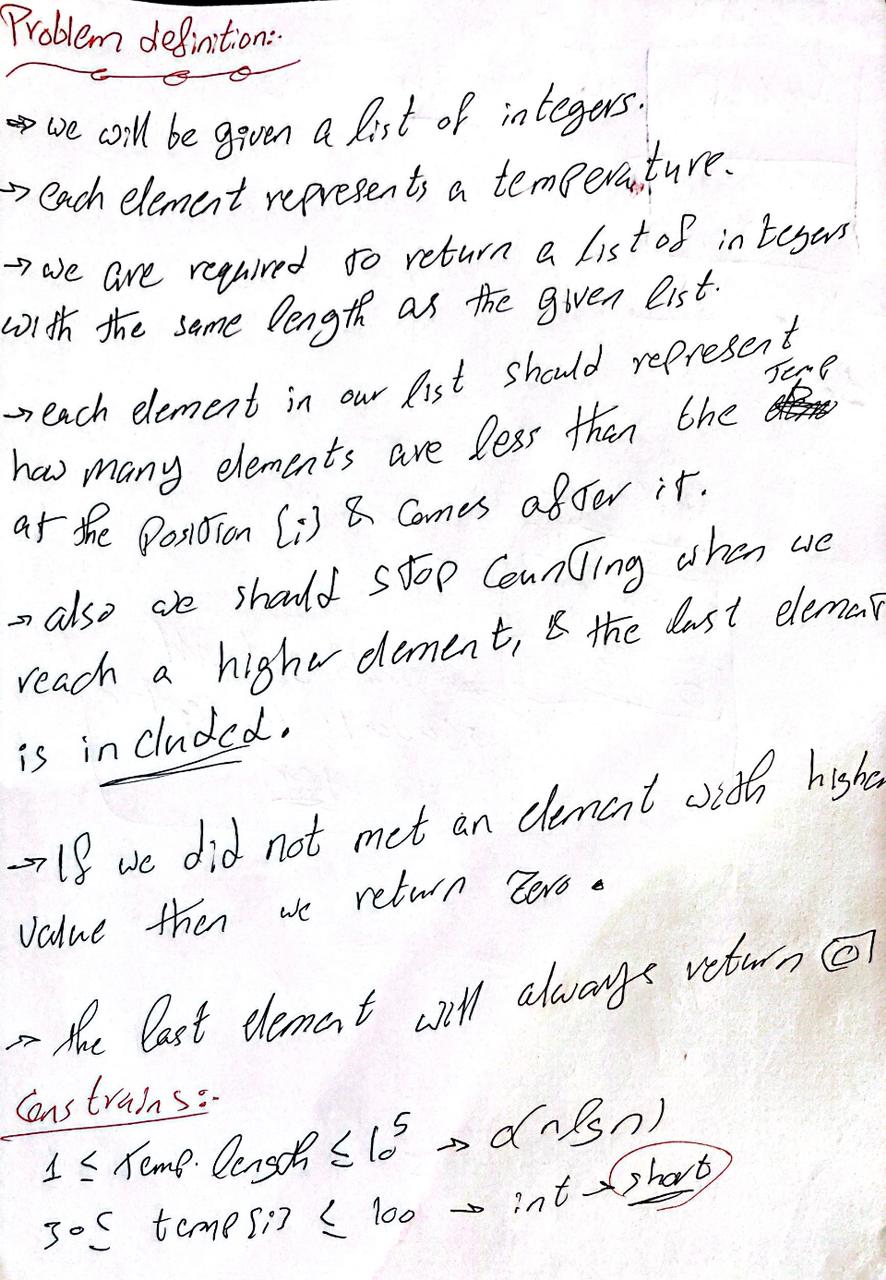 Problem definition:-
→ we will be given a list of integers.
→ each element represents a temperature.
→ we are required to return a list of integers
with the same length as the given list.
→ each element in our list should represent
how many elements are less than the Temp
at the position [i] & comes after it.
→ also we should stop counting when we
reach a higher element, & the last element
is included.
→ If we did not met an element with higher
value then we return zero.
→ the last element will always return 0
Constrains:-
1 ≤ Temp. length ≤ 10^5 → o(n lg n)
30 ≤ temp[i] ≤ 100 → int → short